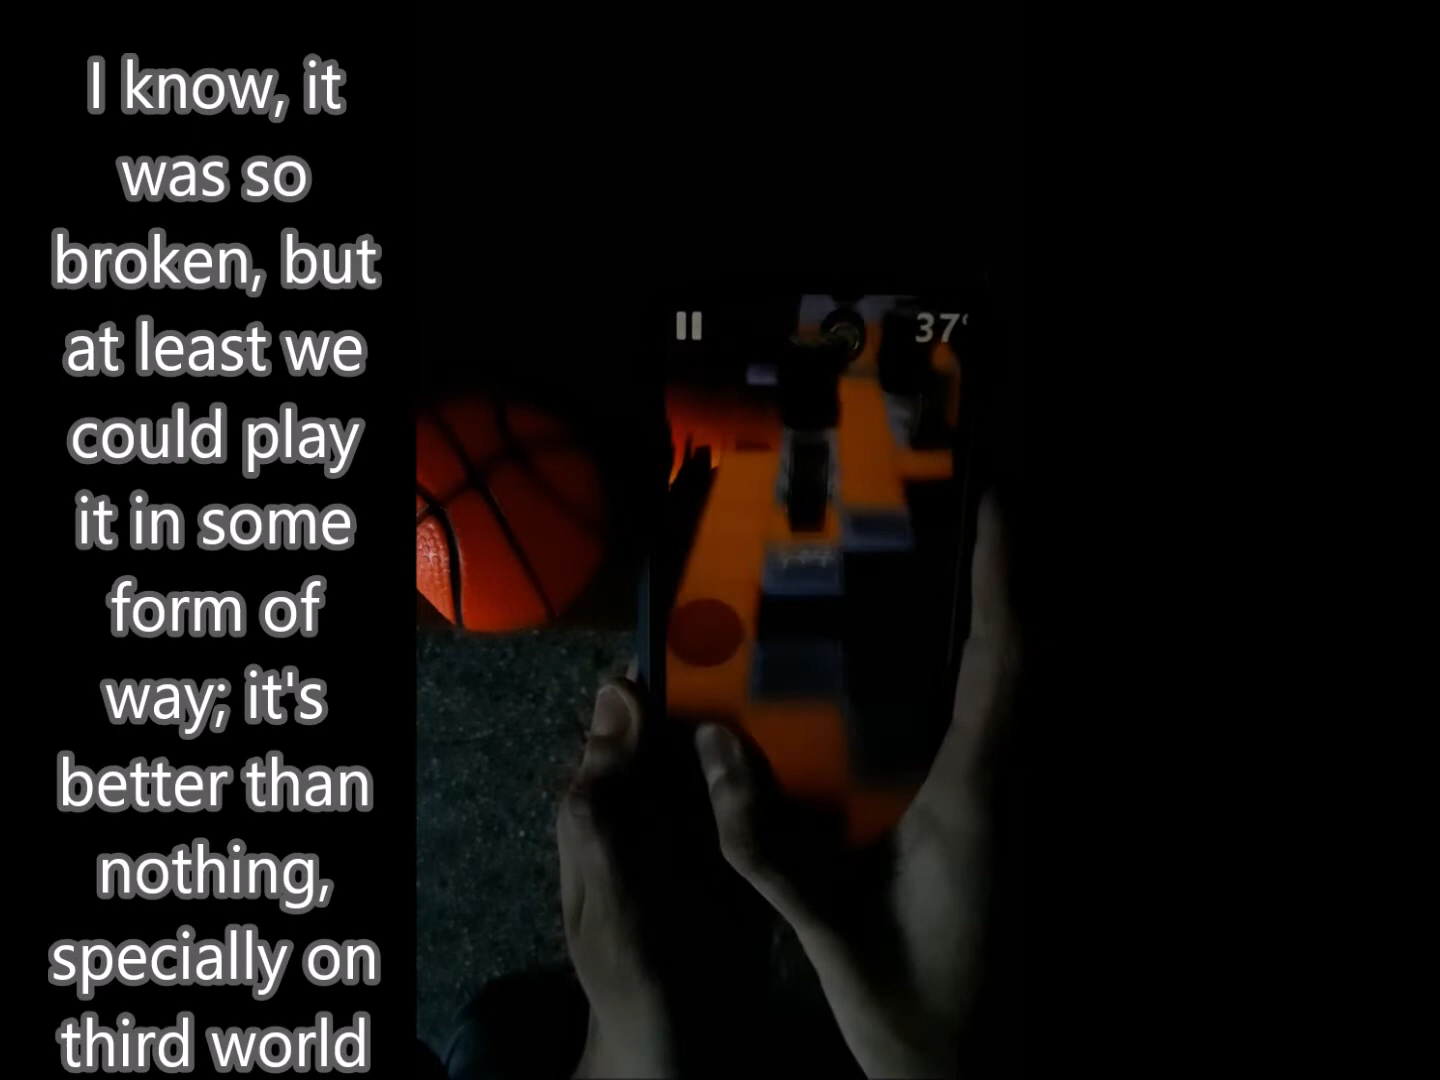 I know, it
was so
broken, but
at least we
could play
it in some
form of
way; it's
better than
nothing,
specially on
third world
37